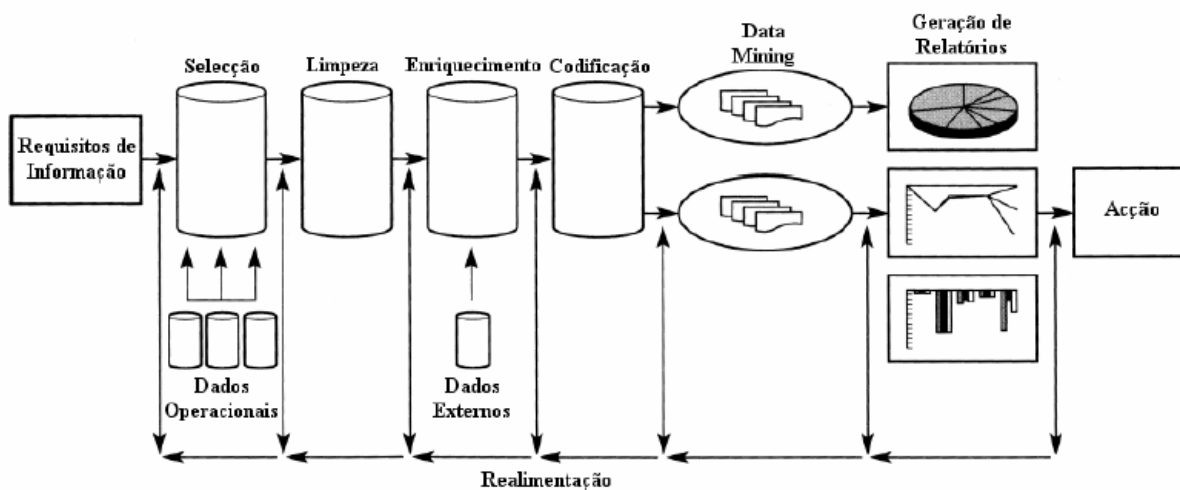 Requisitos de
Informação
Selecção
Limpeza
Enriquecimento
Codificação
Data
Mining
Geração de
Relatórios
Acção
Dados
Operacionais
Dados
Externos
Realimentação